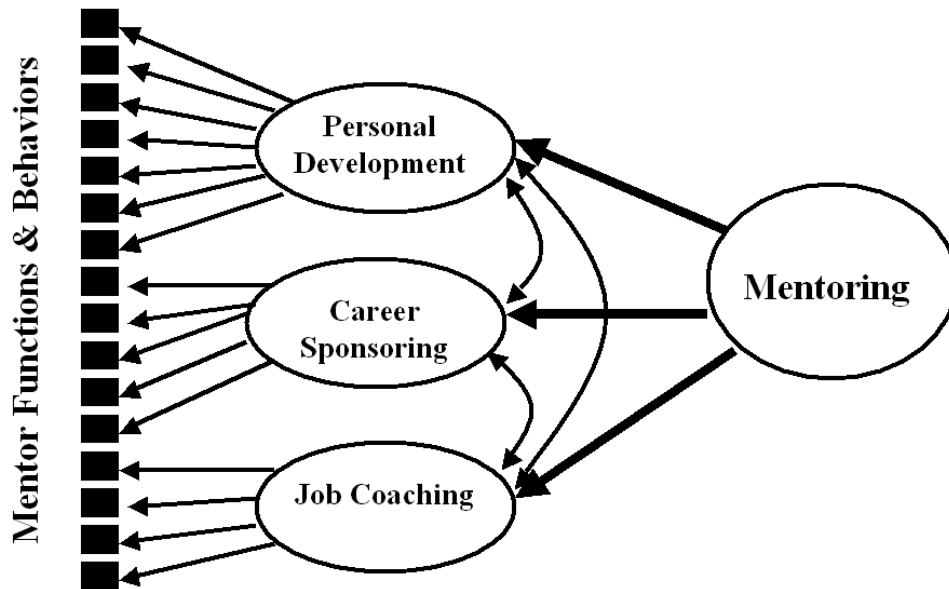 Mentor Functions & Behaviors
Personal
Development
Career
Sponsoring
Job Coaching
Mentoring